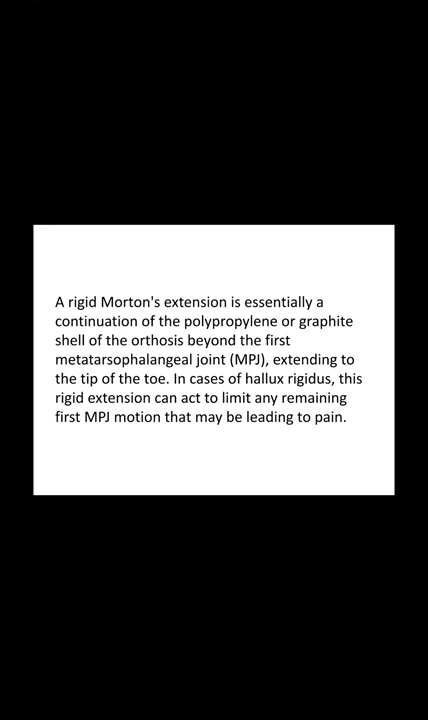 A rigid Morton's extension is essentially a
continuation of the polypropylene or graphite
shell of the orthosis beyond the first
metatarsophalangeal joint (MPJ), extending to
the tip of the toe. In cases of hallux rigidus, this
rigid extension can act to limit any remaining
first MPJ motion that may be leading to pain.